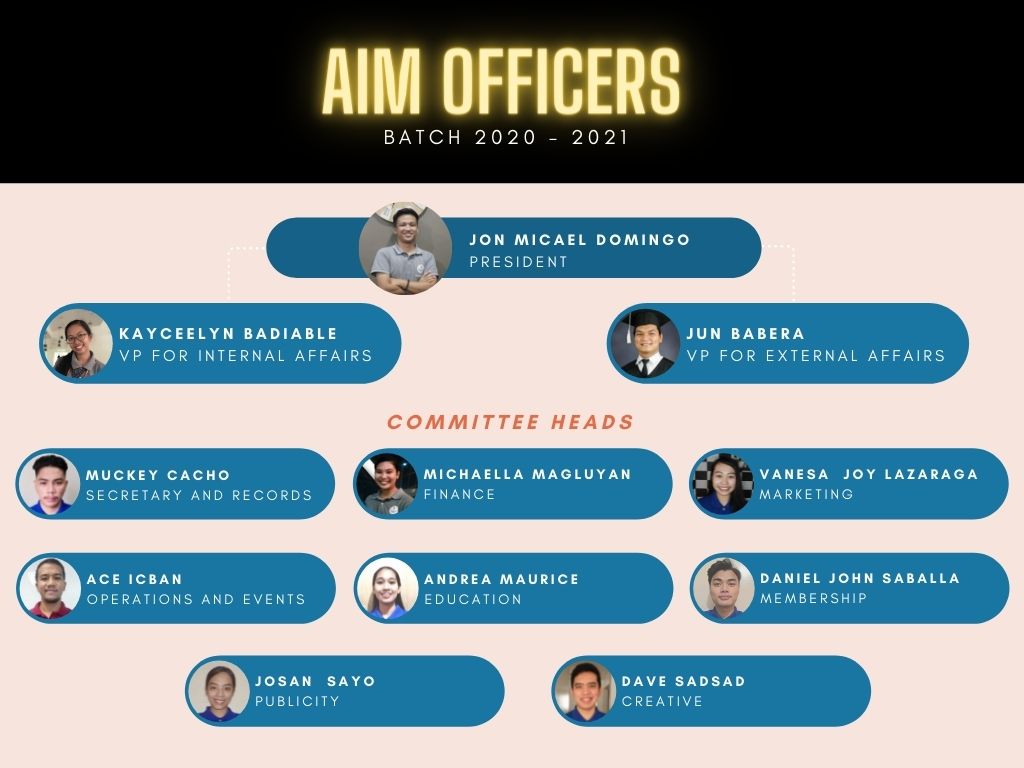 AIM OFFICERS
BATCH 2020 - 2021
JON MICAEL DOMINGO
PRESIDENT
KAYCEELYN BADIABLE
VP FOR INTERNAL AFFAIRS
JUN BABERA
VP FOR EXTERNAL AFFAIRS
COMMITTEE HEADS
MUCKEY CACHO
SECRETARY AND RECORDS
MICHAELLA MAGLUYAN
FINANCE
VANESA JOY LAZARAGA
MARKETING
ACE ICBAN
OPERATIONS AND EVENTS
ANDREA MAURICE
EDUCATION
DANIEL JOHN SABALLA
MEMBERSHIP
JOSAN SAYO
PUBLICITY
DAVE SADSAD
CREATIVE